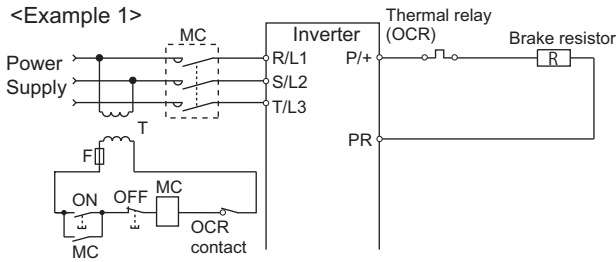 <Example 1>
Power
Supply
MC
R/L1
S/L2
T/L3
Inverter
P/+
PR
Thermal relay
(OCR)
Brake resistor
R
T
F
ON
OFF
MC
MC
OCR
contact